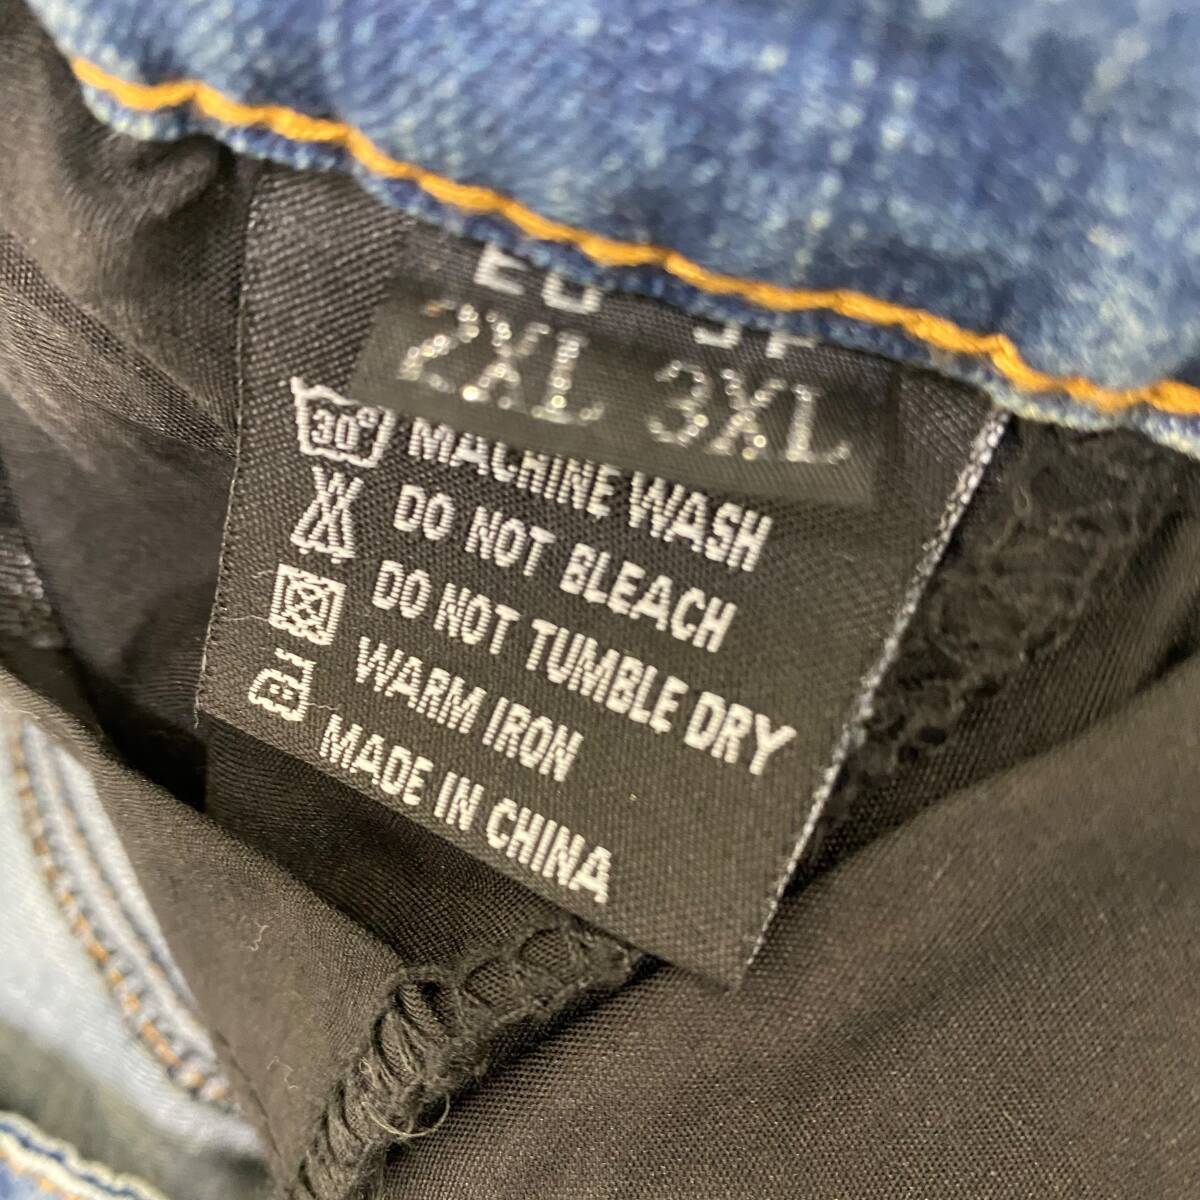 2XL 3XL
30° MACHINE WASH
DO NOT BLEACH
DO NOT TUMBLE DRY
WARM IRON
MADE IN CHINA